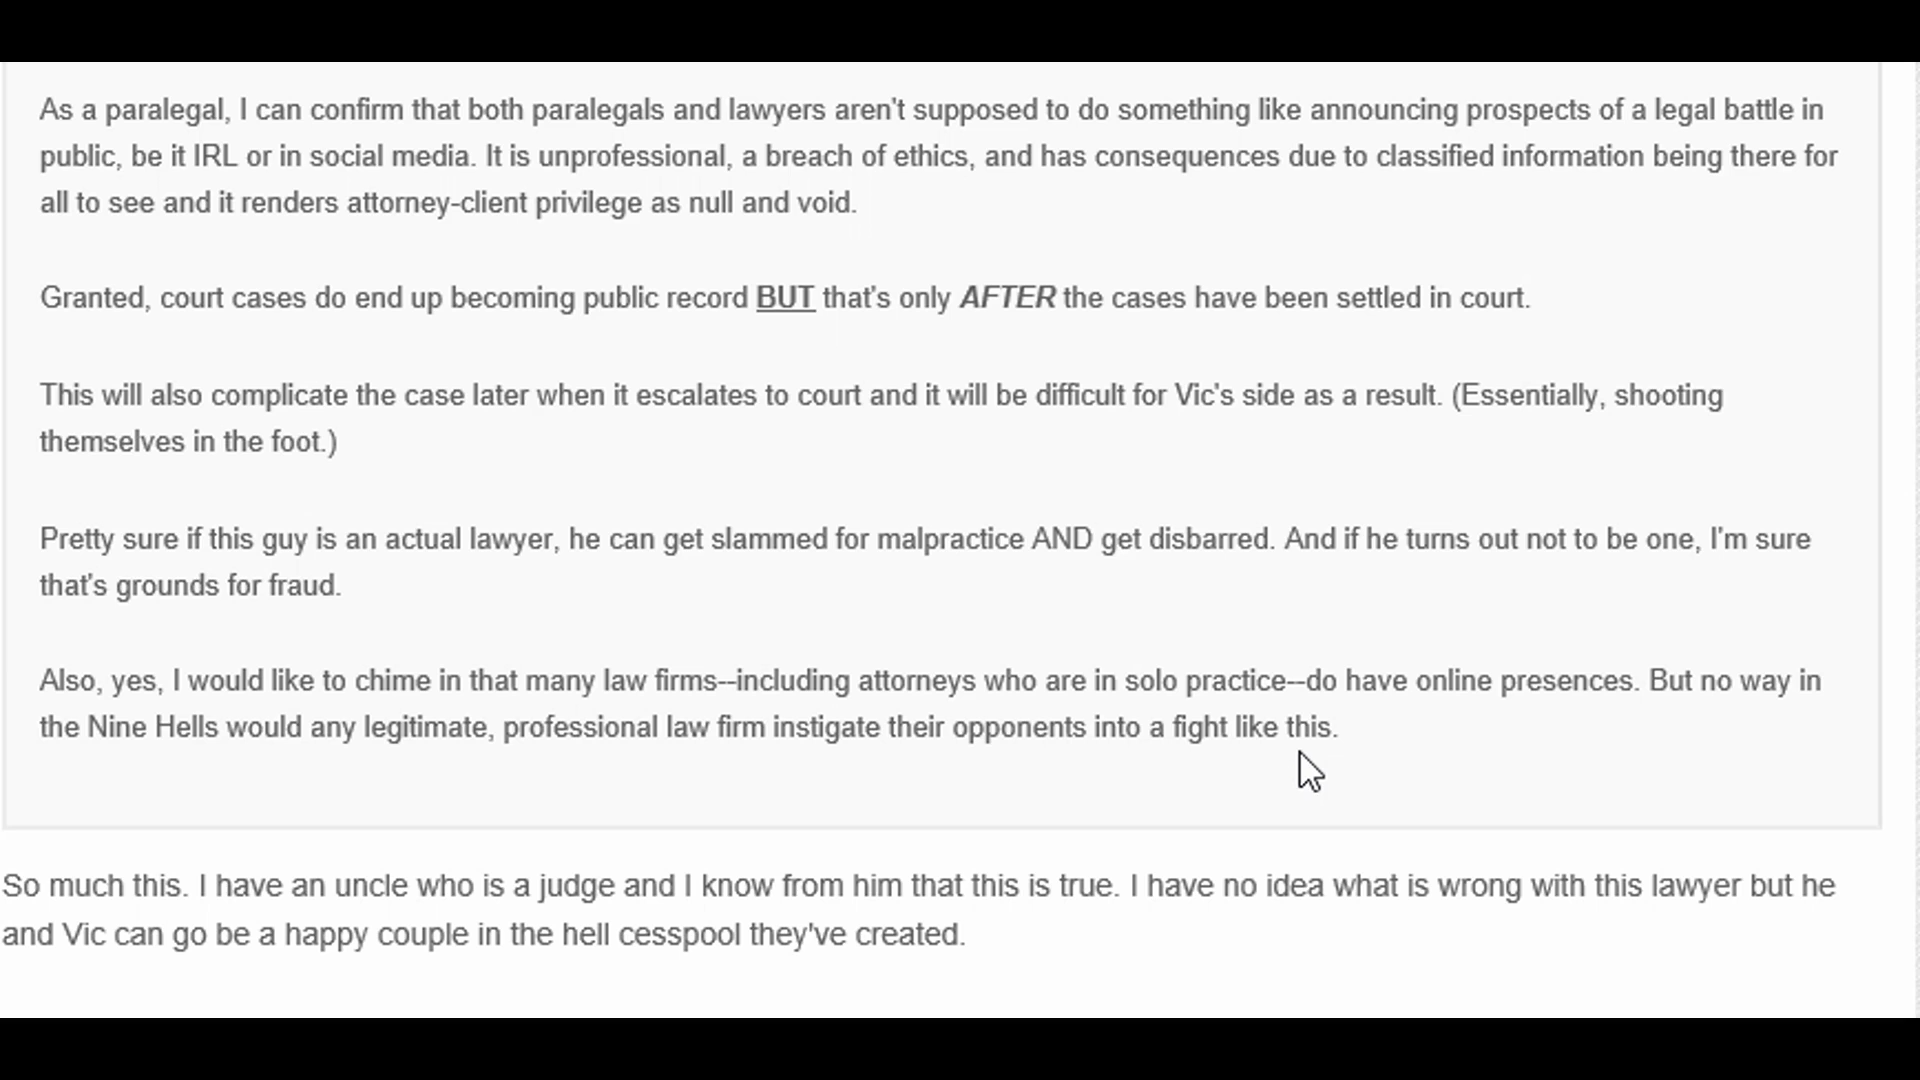 As a paralegal, I can confirm that both paralegals and lawyers aren't supposed to do something like announcing prospects of a legal battle in
public, be it IRL or in social media. It is unprofessional, a breach of ethics, and has consequences due to classified information being there for
all to see and it renders attorney-client privilege as null and void.
Granted, court cases do end up becoming public record BUT that's only AFTER the cases have been settled in court.
This will also complicate the case later when it escalates to court and it will be difficult for Vic's side as a result. (Essentially, shooting
themselves in the foot.)
Pretty sure if this guy is an actual lawyer, he can get slammed for malpractice AND get disbarred. And if he turns out not to be one, I'm sure
that's grounds for fraud.
Also, yes, I would like to chime in that many law firms--including attorneys who are in solo practice--do have online presences. But no way in
the Nine Hells would any legitimate, professional law firm instigate their opponents into a fight like this.
So much this. I have an uncle who is a judge and I know from him that this is true. I have no idea what is wrong with this lawyer but he
and Vic can go be a happy couple in the hell cesspool they've created.